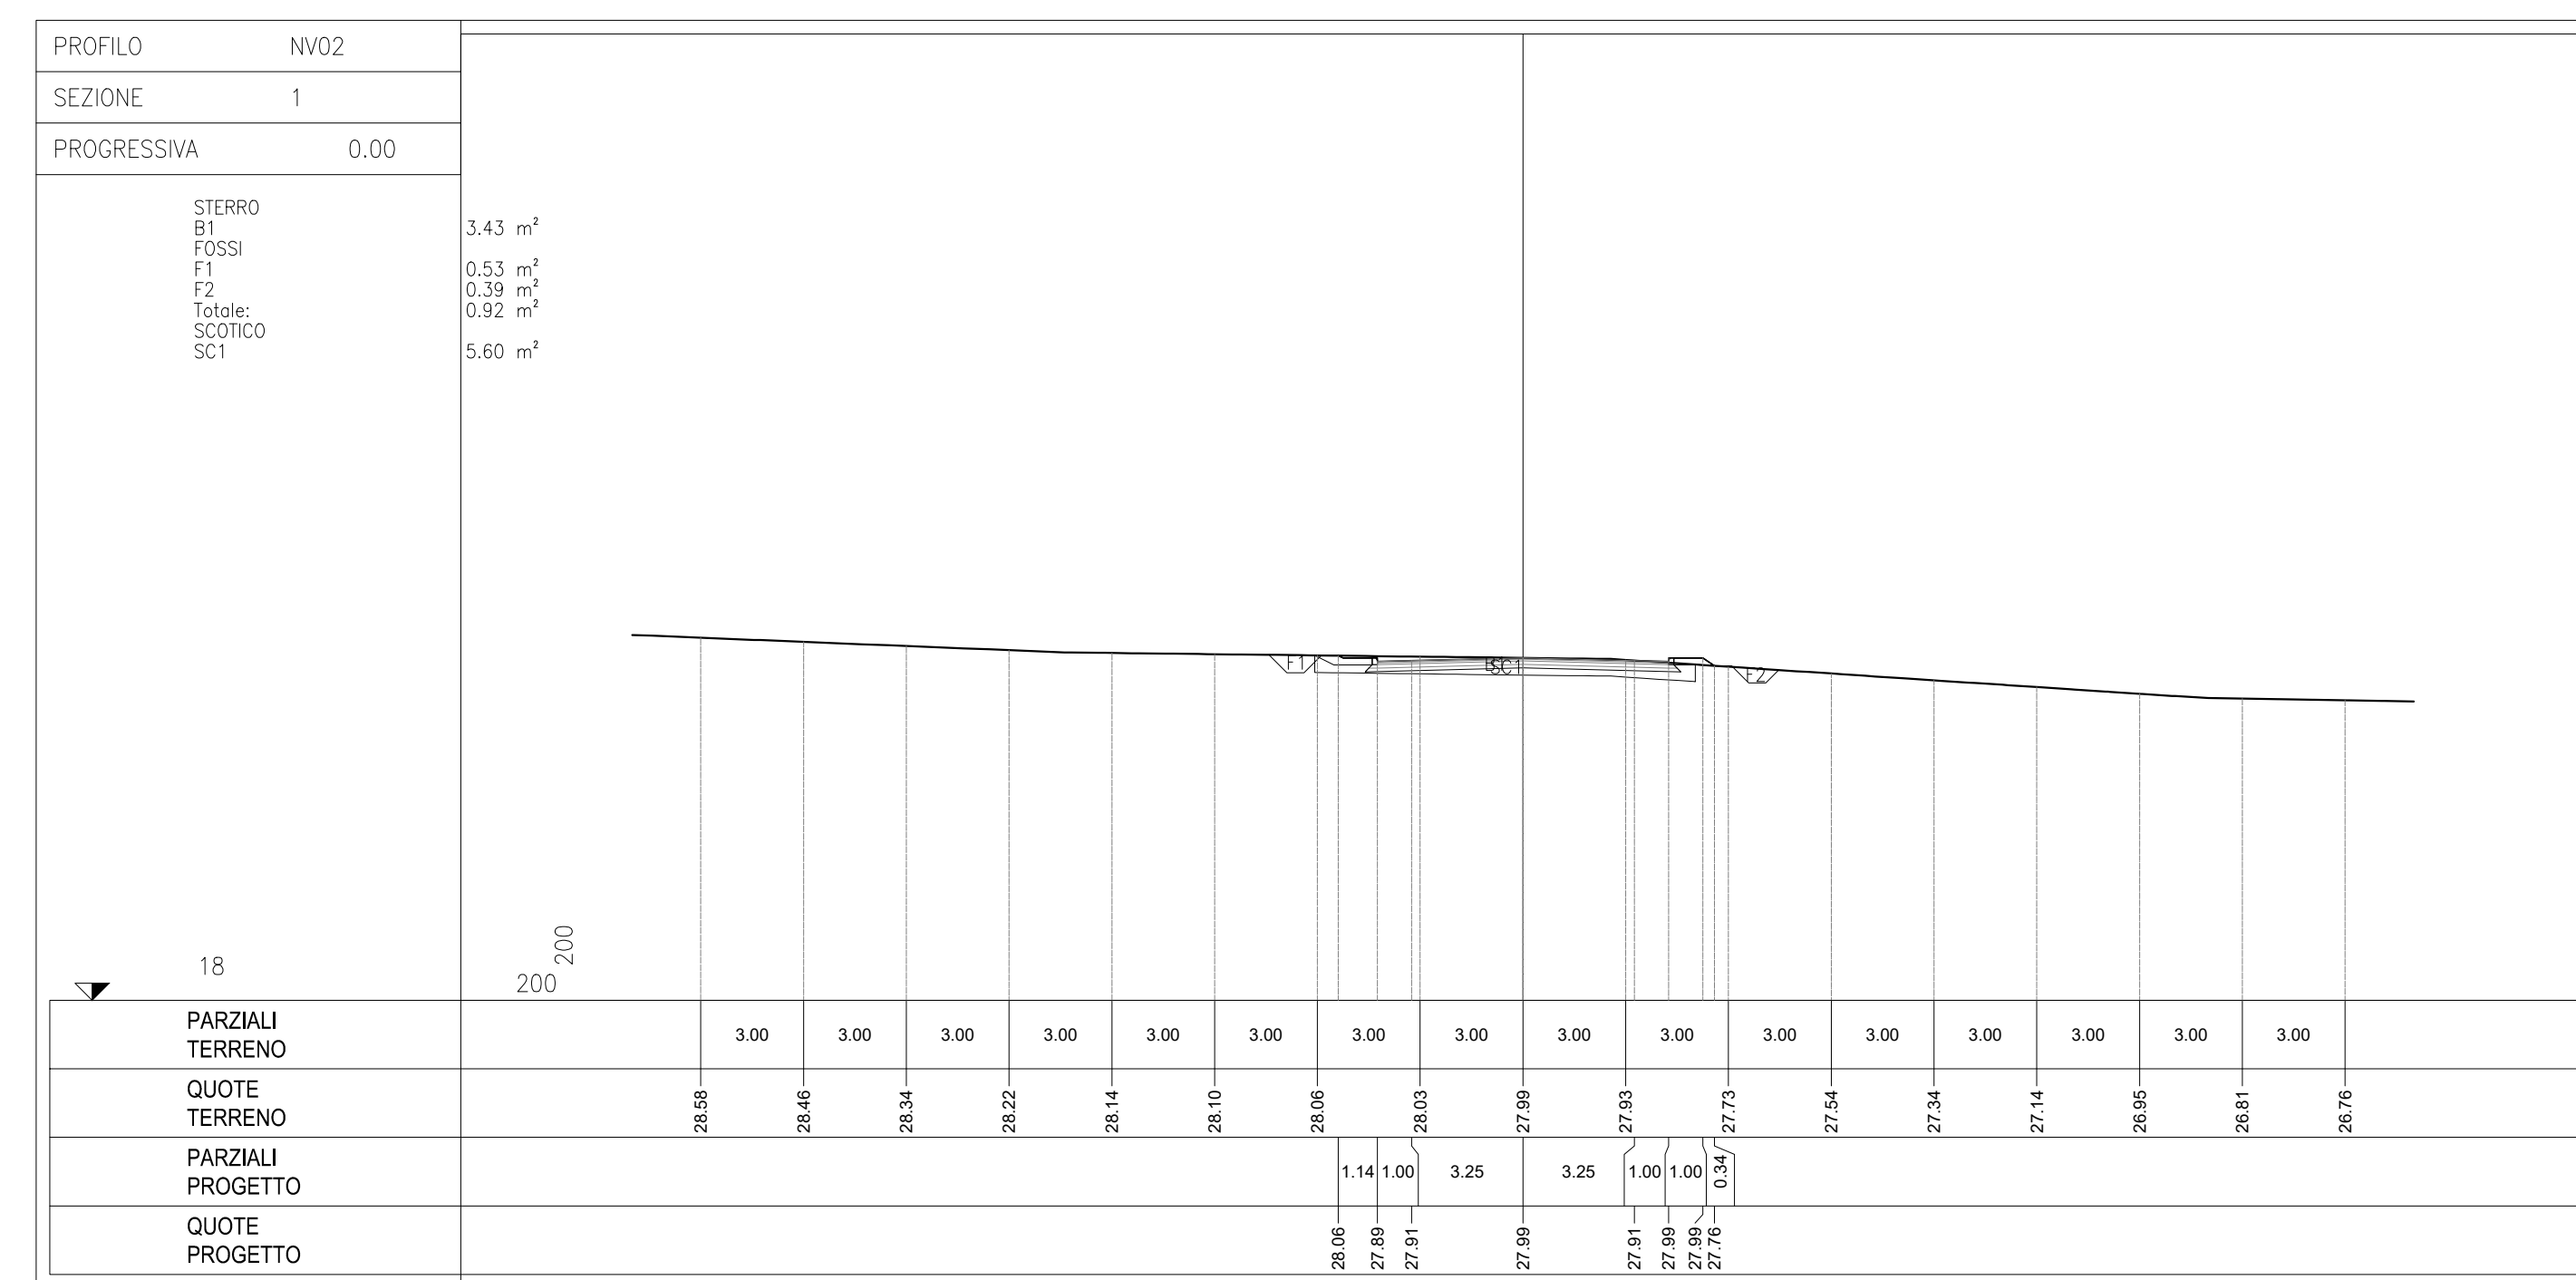 PROFILO NV02
SEZIONE 1
PROGRESSIVA 0.00
STERRO
B1 3.43 m²
FOSSI
F1 0.53 m²
F2 0.39 m²
Totale: 0.92 m²
SCOTICO
SC1 5.60 m²
F1
SC1
F2
18
200
200
PARZIALI
TERRENO
3.00 3.00 3.00 3.00 3.00 3.00 3.00 3.00 3.00 3.00 3.00 3.00 3.00 3.00 3.00 3.00
QUOTE
TERRENO
28.58 28.46 28.34 28.22 28.14 28.10 28.06 28.03 27.99 27.93 27.73 27.54 27.34 27.14 26.95 26.81 26.76
PARZIALI
PROGETTO
1.14 1.00 3.25 3.25 1.00 1.00 0.34
QUOTE
PROGETTO
28.06 27.89 27.91 27.99 27.91 27.99 27.99 27.76